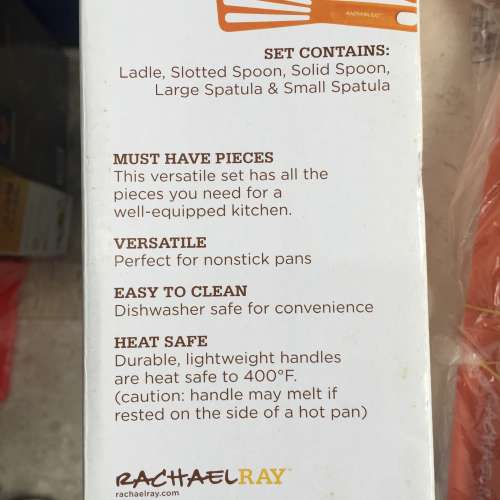 SET CONTAINS:
Ladle, Slotted Spoon, Solid Spoon,
Large Spatula & Small Spatula
MUST HAVE PIECES
This versatile set has all the
pieces you need for a
well-equipped kitchen.
VERSATILE
Perfect for nonstick pans
EASY TO CLEAN
Dishwasher safe for convenience
HEAT SAFE
Durable, lightweight handles
are heat safe to 400°F.
(caution: handle may melt if
rested on the side of a hot pan)
RACHAELRAY™
rachaelray.com